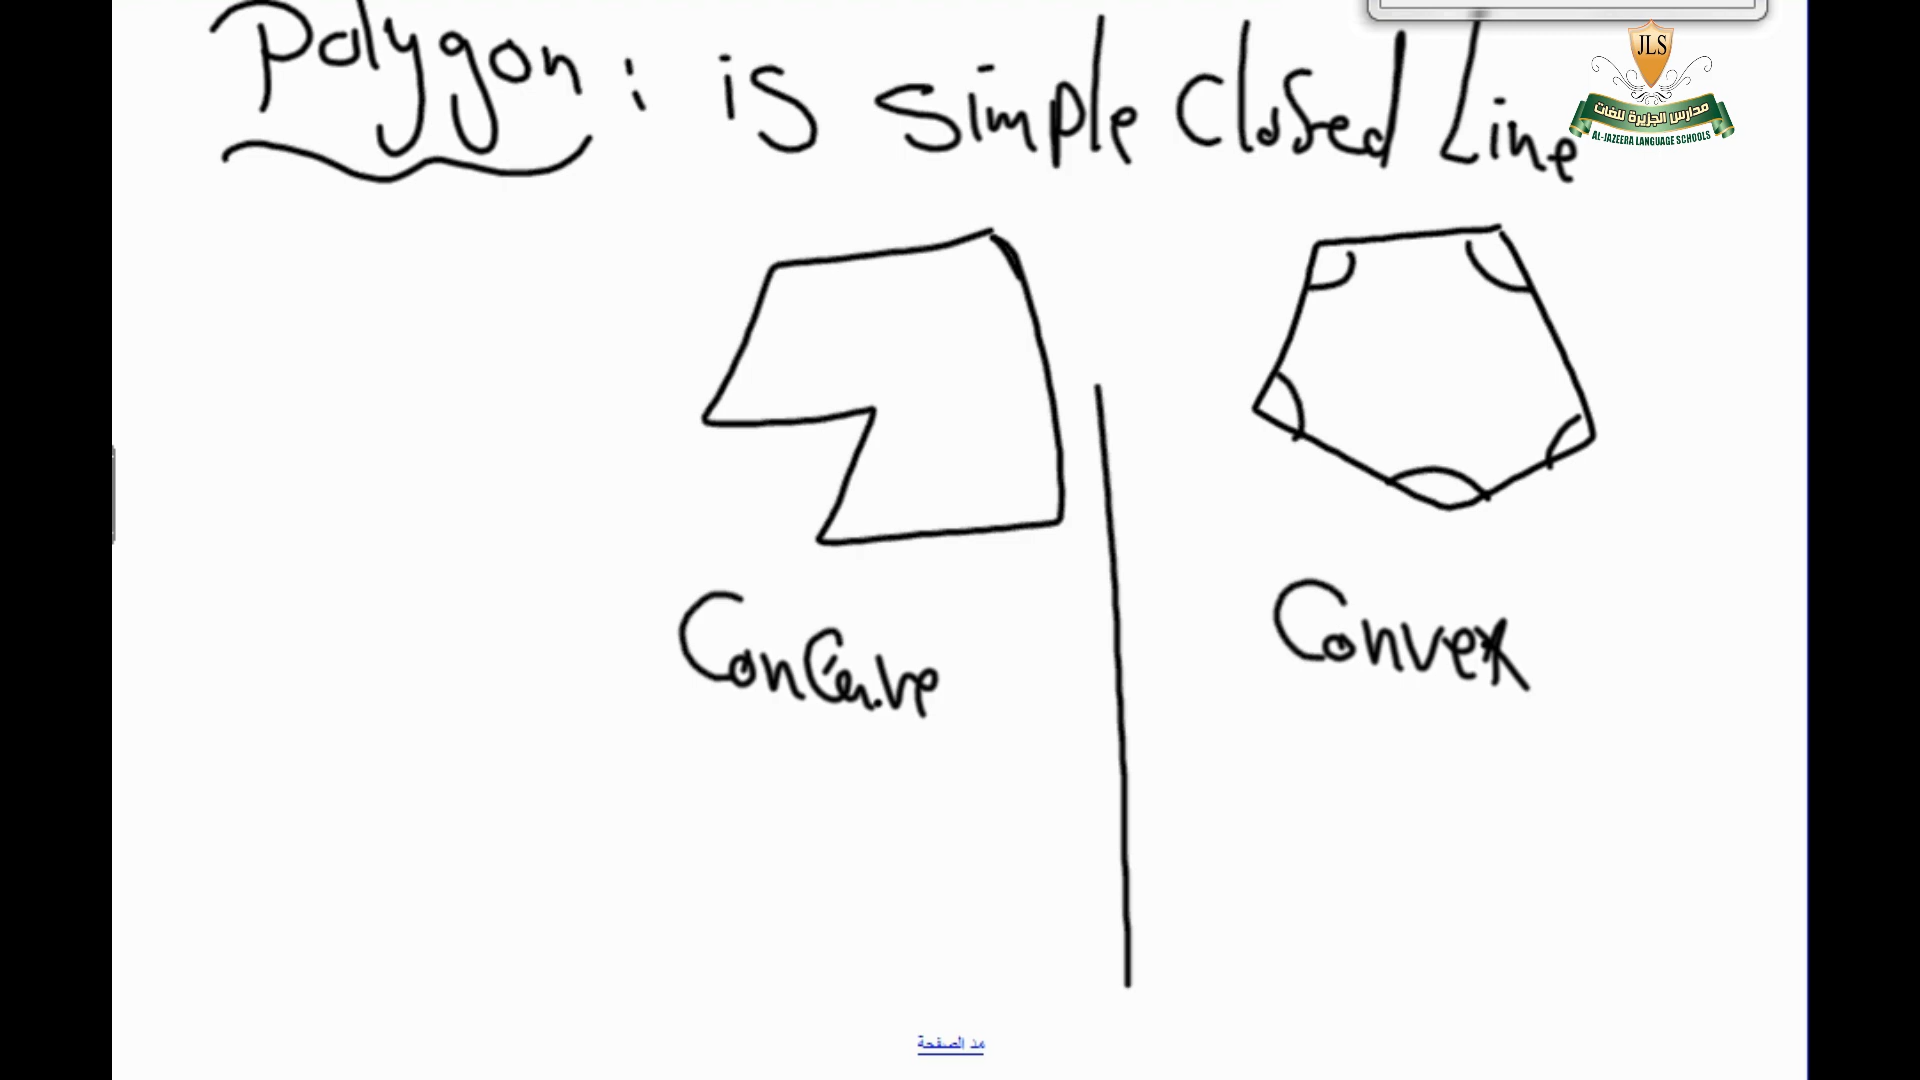 Polygon : is simple closed Line
JLS
مدارس الجزيرة للغات
AL-JAZEERA LANGUAGE SCHOOLS
Concave
Convex
مد الصفحة